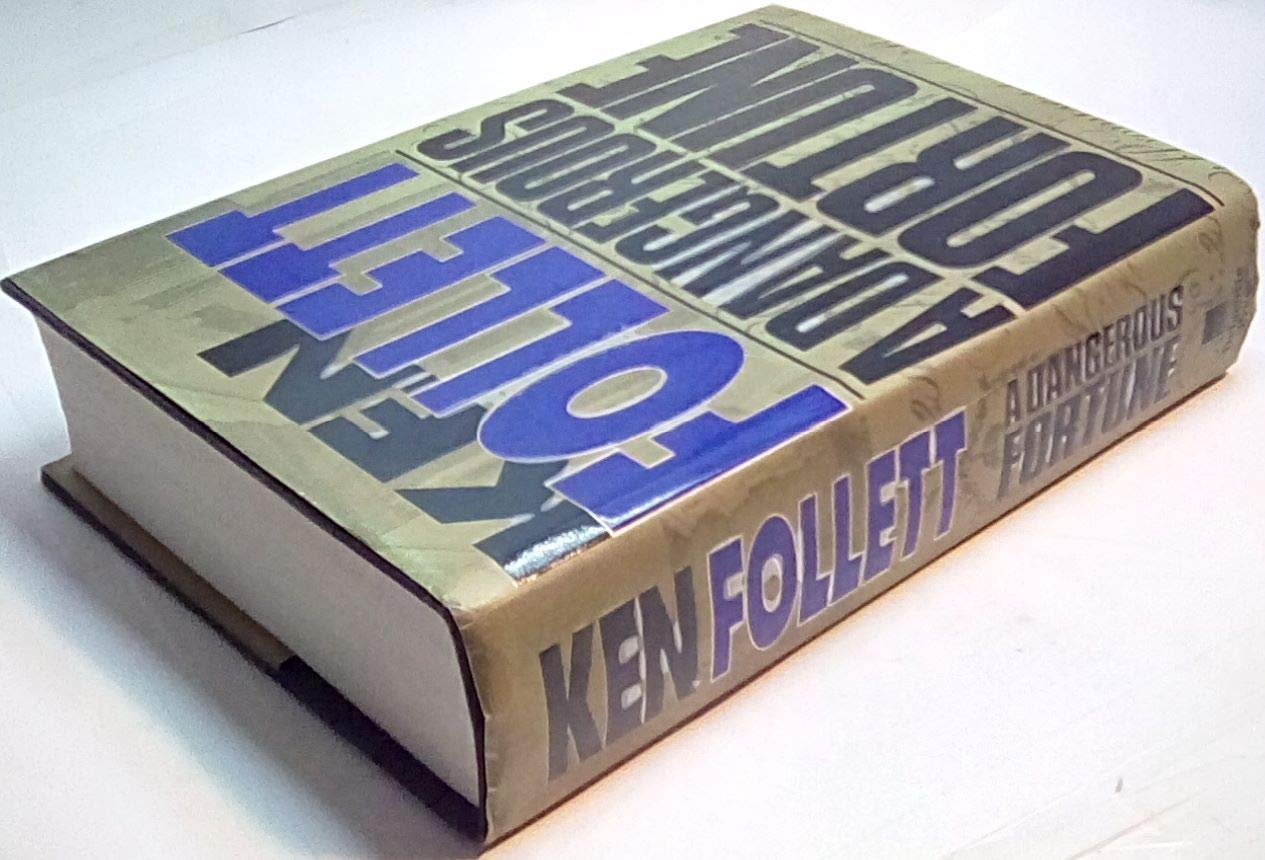 KEN
FOLLETT
A DANGEROUS
FORTUNE
KEN FOLLETT
A DANGEROUS
FORTUNE